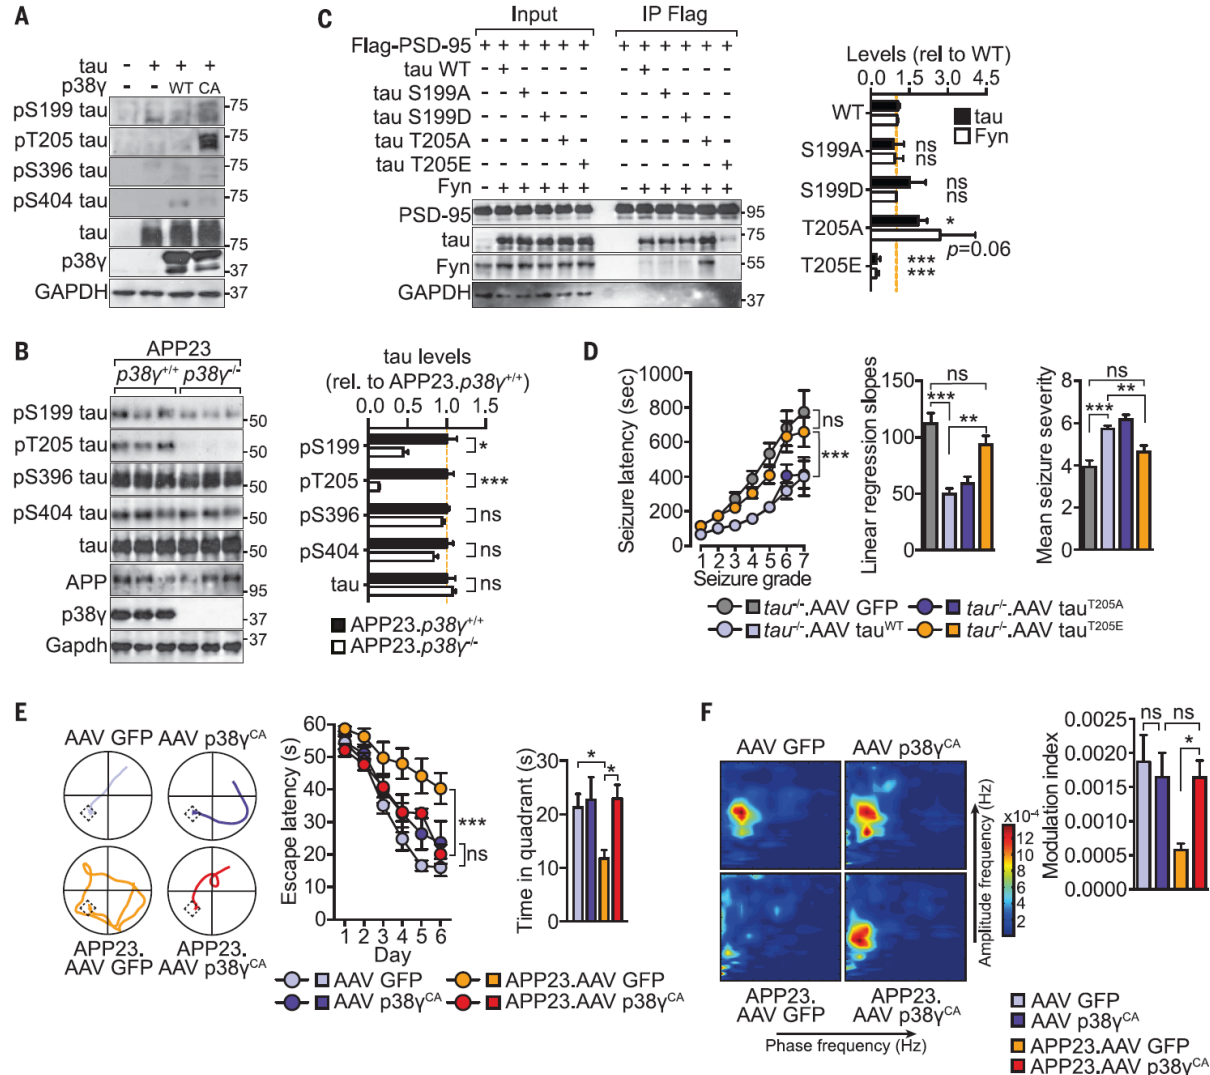 A
tau - + + +
p38γ - - WT CA
pS199 tau 75
pT205 tau 75
pS396 tau 75
pS404 tau 75
tau 75
p38γ 37
GAPDH 37
B
APP23
p38γ+/+ p38γ-/-
pS199 tau 50
pT205 tau 50
pS396 tau 50
pS404 tau 50
tau 50
APP 95
p38γ 37
Gapdh 37
tau levels
(rel. to APP23.p38γ+/+)
0.0 0.5 1.0 1.5
pS199 *
pT205 ***
pS396 ns
pS404 ns
tau ns
APP23.p38γ+/+
APP23.p38γ-/-
C
Input IP Flag
Flag-PSD-95 + + + + + + + + + + + +
tau WT - + - - - - - + - - - -
tau S199A - - + - - - - - + - - -
tau S199D - - - + - - - - - + - -
tau T205A - - - - + - - - - - + -
tau T205E - - - - - + - - - - - +
Fyn - + + + + + - + + + + +
PSD-95 95
tau 75
Fyn 55
GAPDH 37
Levels (rel to WT)
0.0 1.5 3.0 4.5
WT
tau
Fyn
S199A ns
ns
S199D ns
ns
T205A *
p=0.06
T205E ***
***
D
Seizure latency (sec)
1000
800
600
400
200
0
1 2 3 4 5 6 7
Seizure grade
ns
***
Linear regression slopes
150
100
50
0
ns
*** **
Mean seizure severity
8
6
4
2
0
ns
*** **
tau-/-.AAV GFP tau-/-.AAV tauT205A
tau-/-.AAV tauWT tau-/-.AAV tauT205E
E
AAV GFP AAV p38γCA
APP23.
AAV GFP
APP23.
AAV p38γCA
Escape latency (s)
60
50
40
30
20
10
0
1 2 3 4 5 6
Day
***
ns
Time in quadrant (s)
30
20
10
0
* *
AAV GFP APP23.AAV GFP
AAV p38γCA APP23.AAV p38γCA
F
AAV GFP AAV p38γCA
APP23.
AAV GFP
APP23.
AAV p38γCA
Phase frequency (Hz)
Amplitude frequency (Hz)
x10-4
12
10
8
6
4
2
Modulation index
0.0025
0.0020
0.0015
0.0010
0.0005
0.0000
ns ns
*
AAV GFP
AAV p38γCA
APP23.AAV GFP
APP23.AAV p38γCA